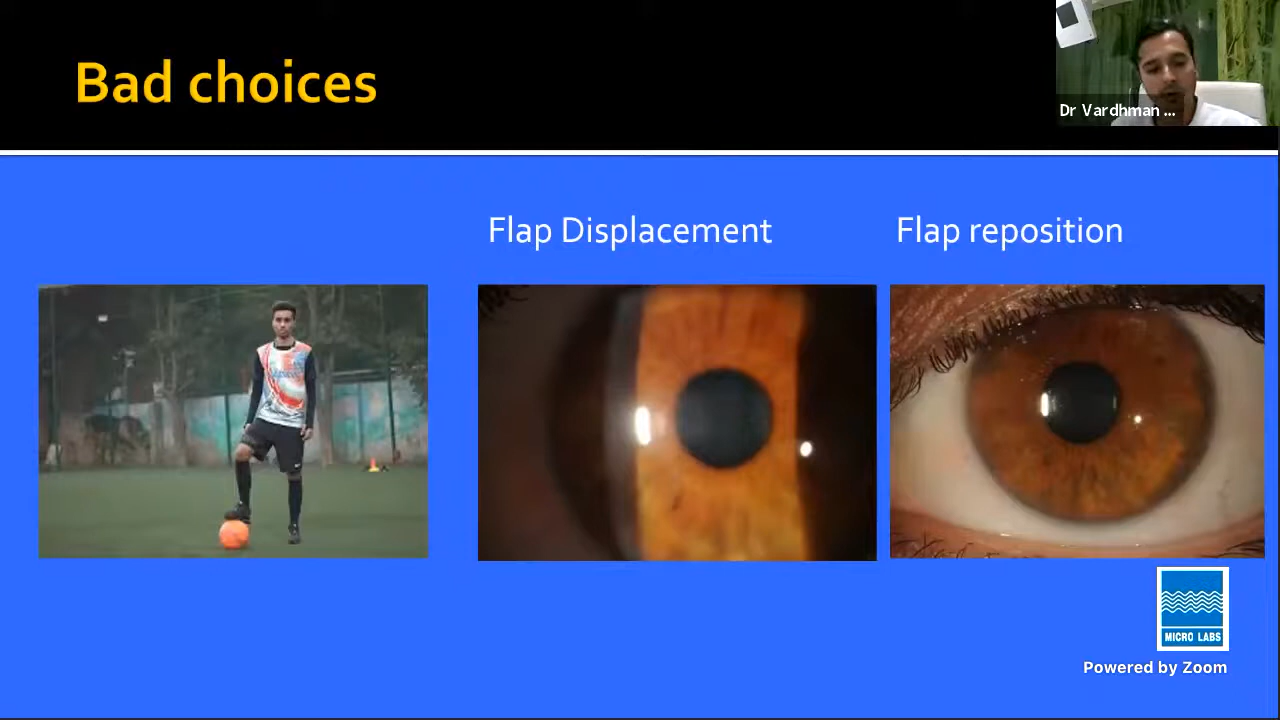 Bad choices
Dr Vardhman ...
Flap Displacement
Flap reposition
MICRO LABS
Powered by Zoom